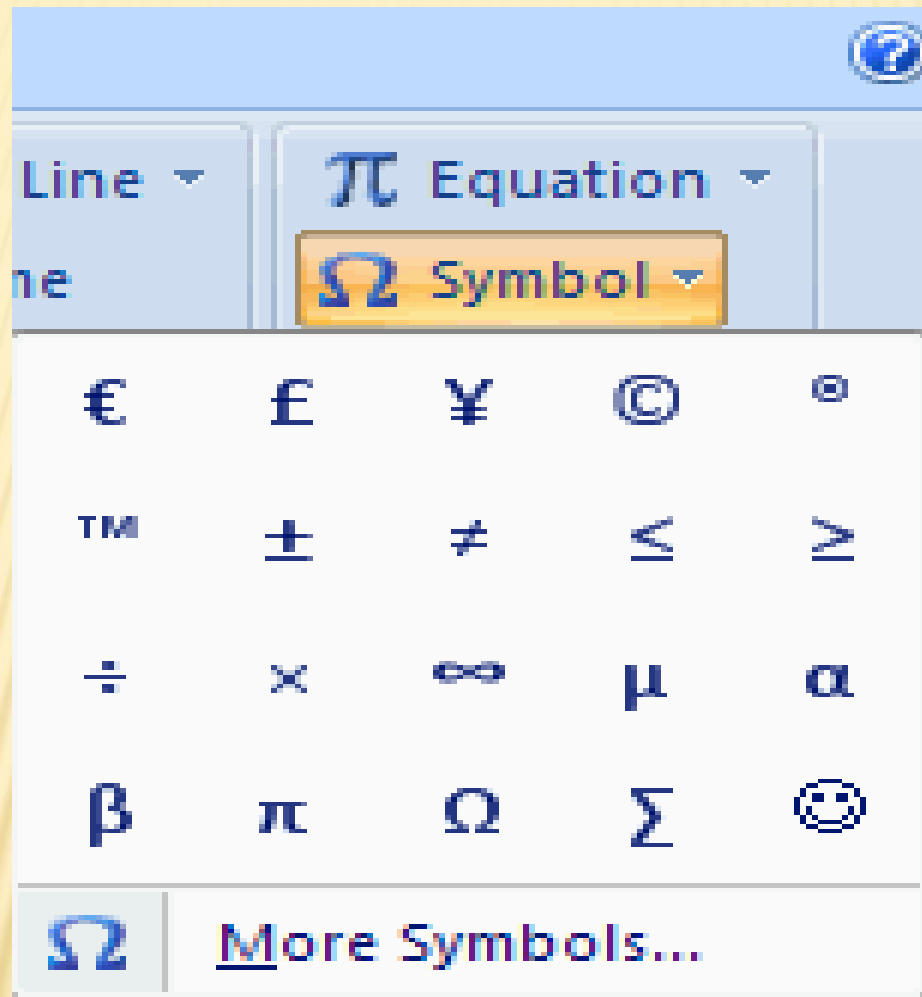 Line
π Equation
ne
Ω Symbol
€ £ ¥ © ®
™ ± ≠ ≤ ≥
÷ × ∞ µ α
β π Ω ∑ ☺
Ω More Symbols...